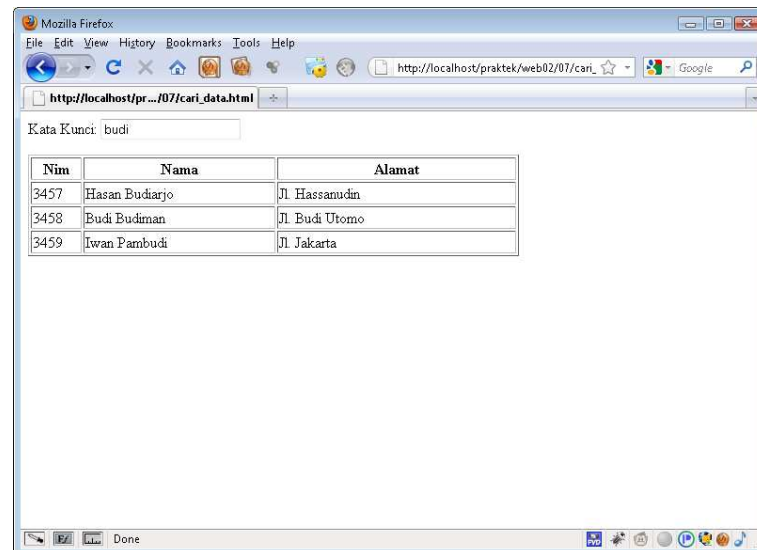 Mozilla Firefox
File Edit View History Bookmarks Tools Help
http://localhost/praktek/web02/07/cari_
Google
http://localhost/pr.../07/cari_data.html
Kata Kunci: budi
Nim Nama Alamat
3457 Hasan Budiarjo Jl. Hassanudin
3458 Budi Budiman Jl. Budi Utomo
3459 Iwan Pambudi Jl. Jakarta
Done